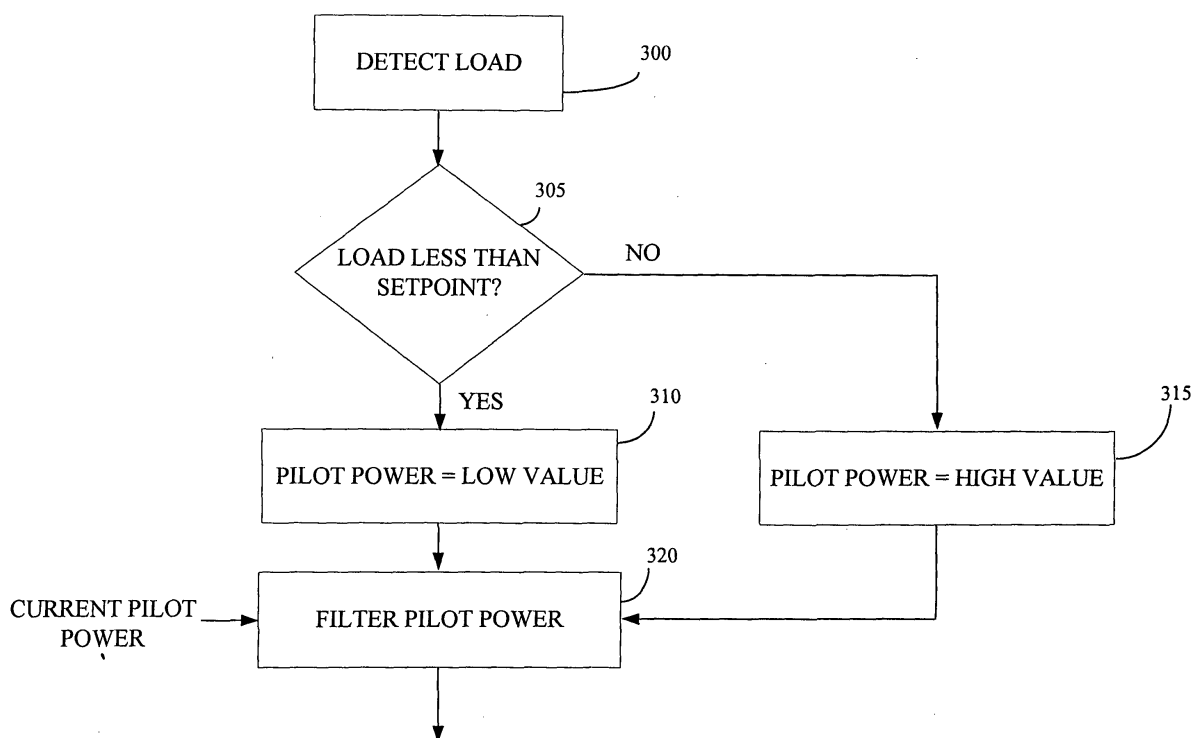 DETECT LOAD
300
305
LOAD LESS THAN
SETPOINT?
NO
YES
310
315
PILOT POWER = LOW VALUE
PILOT POWER = HIGH VALUE
320
CURRENT PILOT
POWER
FILTER PILOT POWER